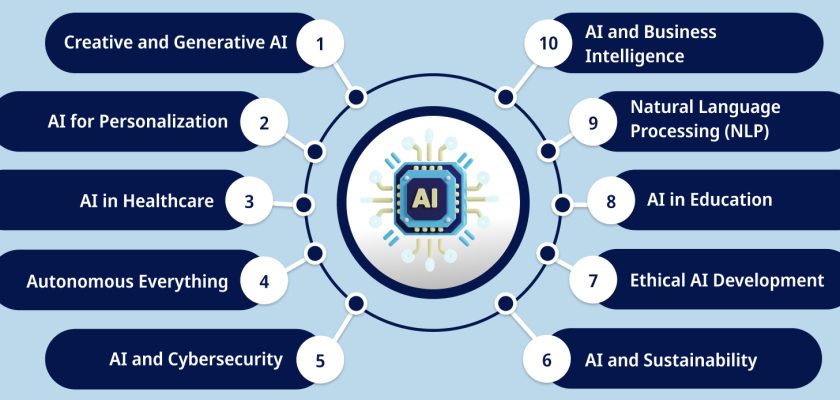 Creative and Generative AI
1
AI for Personalization
2
AI in Healthcare
3
Autonomous Everything
4
AI and Cybersecurity
5
AI
10
AI and Business
Intelligence
9
Natural Language
Processing (NLP)
8
AI in Education
7
Ethical AI Development
6
AI and Sustainability